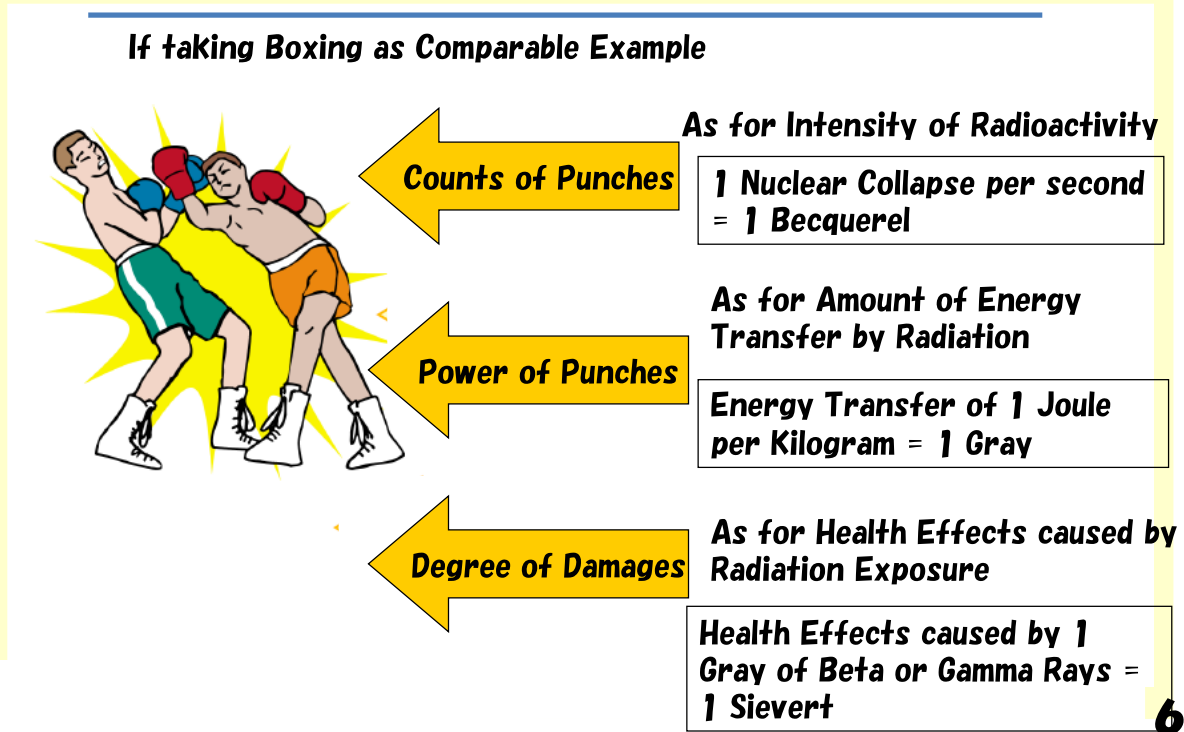 If taking Boxing as Comparable Example
Counts of Punches
As for Intensity of Radioactivity
1 Nuclear Collapse per second
= 1 Becquerel
Power of Punches
As for Amount of Energy
Transfer by Radiation
Energy Transfer of 1 Joule
per Kilogram = 1 Gray
Degree of Damages
As for Health Effects caused by
Radiation Exposure
Health Effects caused by 1
Gray of Beta or Gamma Rays =
1 Sievert
6